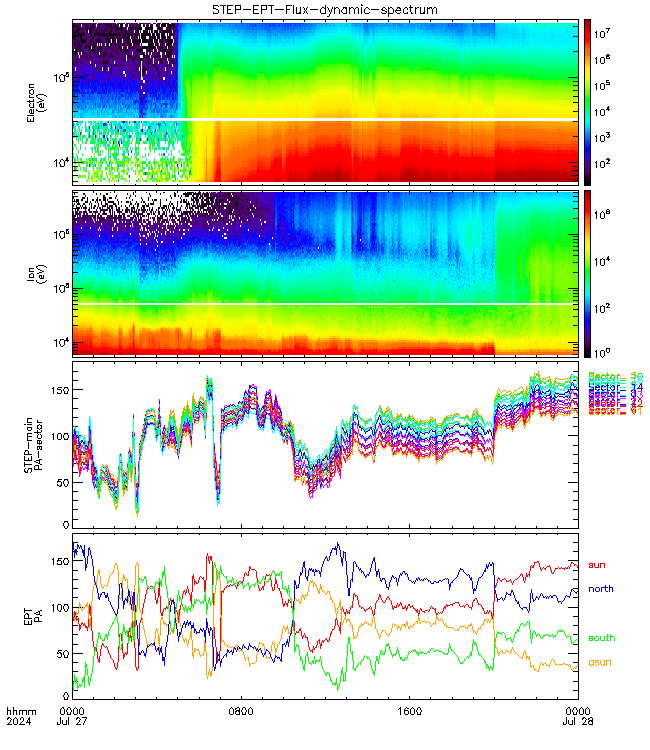 STEP-EPT-Flux-dynamic-spectrum
Electron
(eV)
10⁵
10⁴
10⁷
10⁶
10⁵
10⁴
10³
10²
Ion
(eV)
10⁶
10⁵
10⁴
10⁶
10⁴
10²
10⁰
STEP-main
PA-sector
150
100
50
0
EPT
PA
150
100
50
0
sun
north
south
asun
hhmm
2024
0000
Jul 27
0800
1600
0000
Jul 28